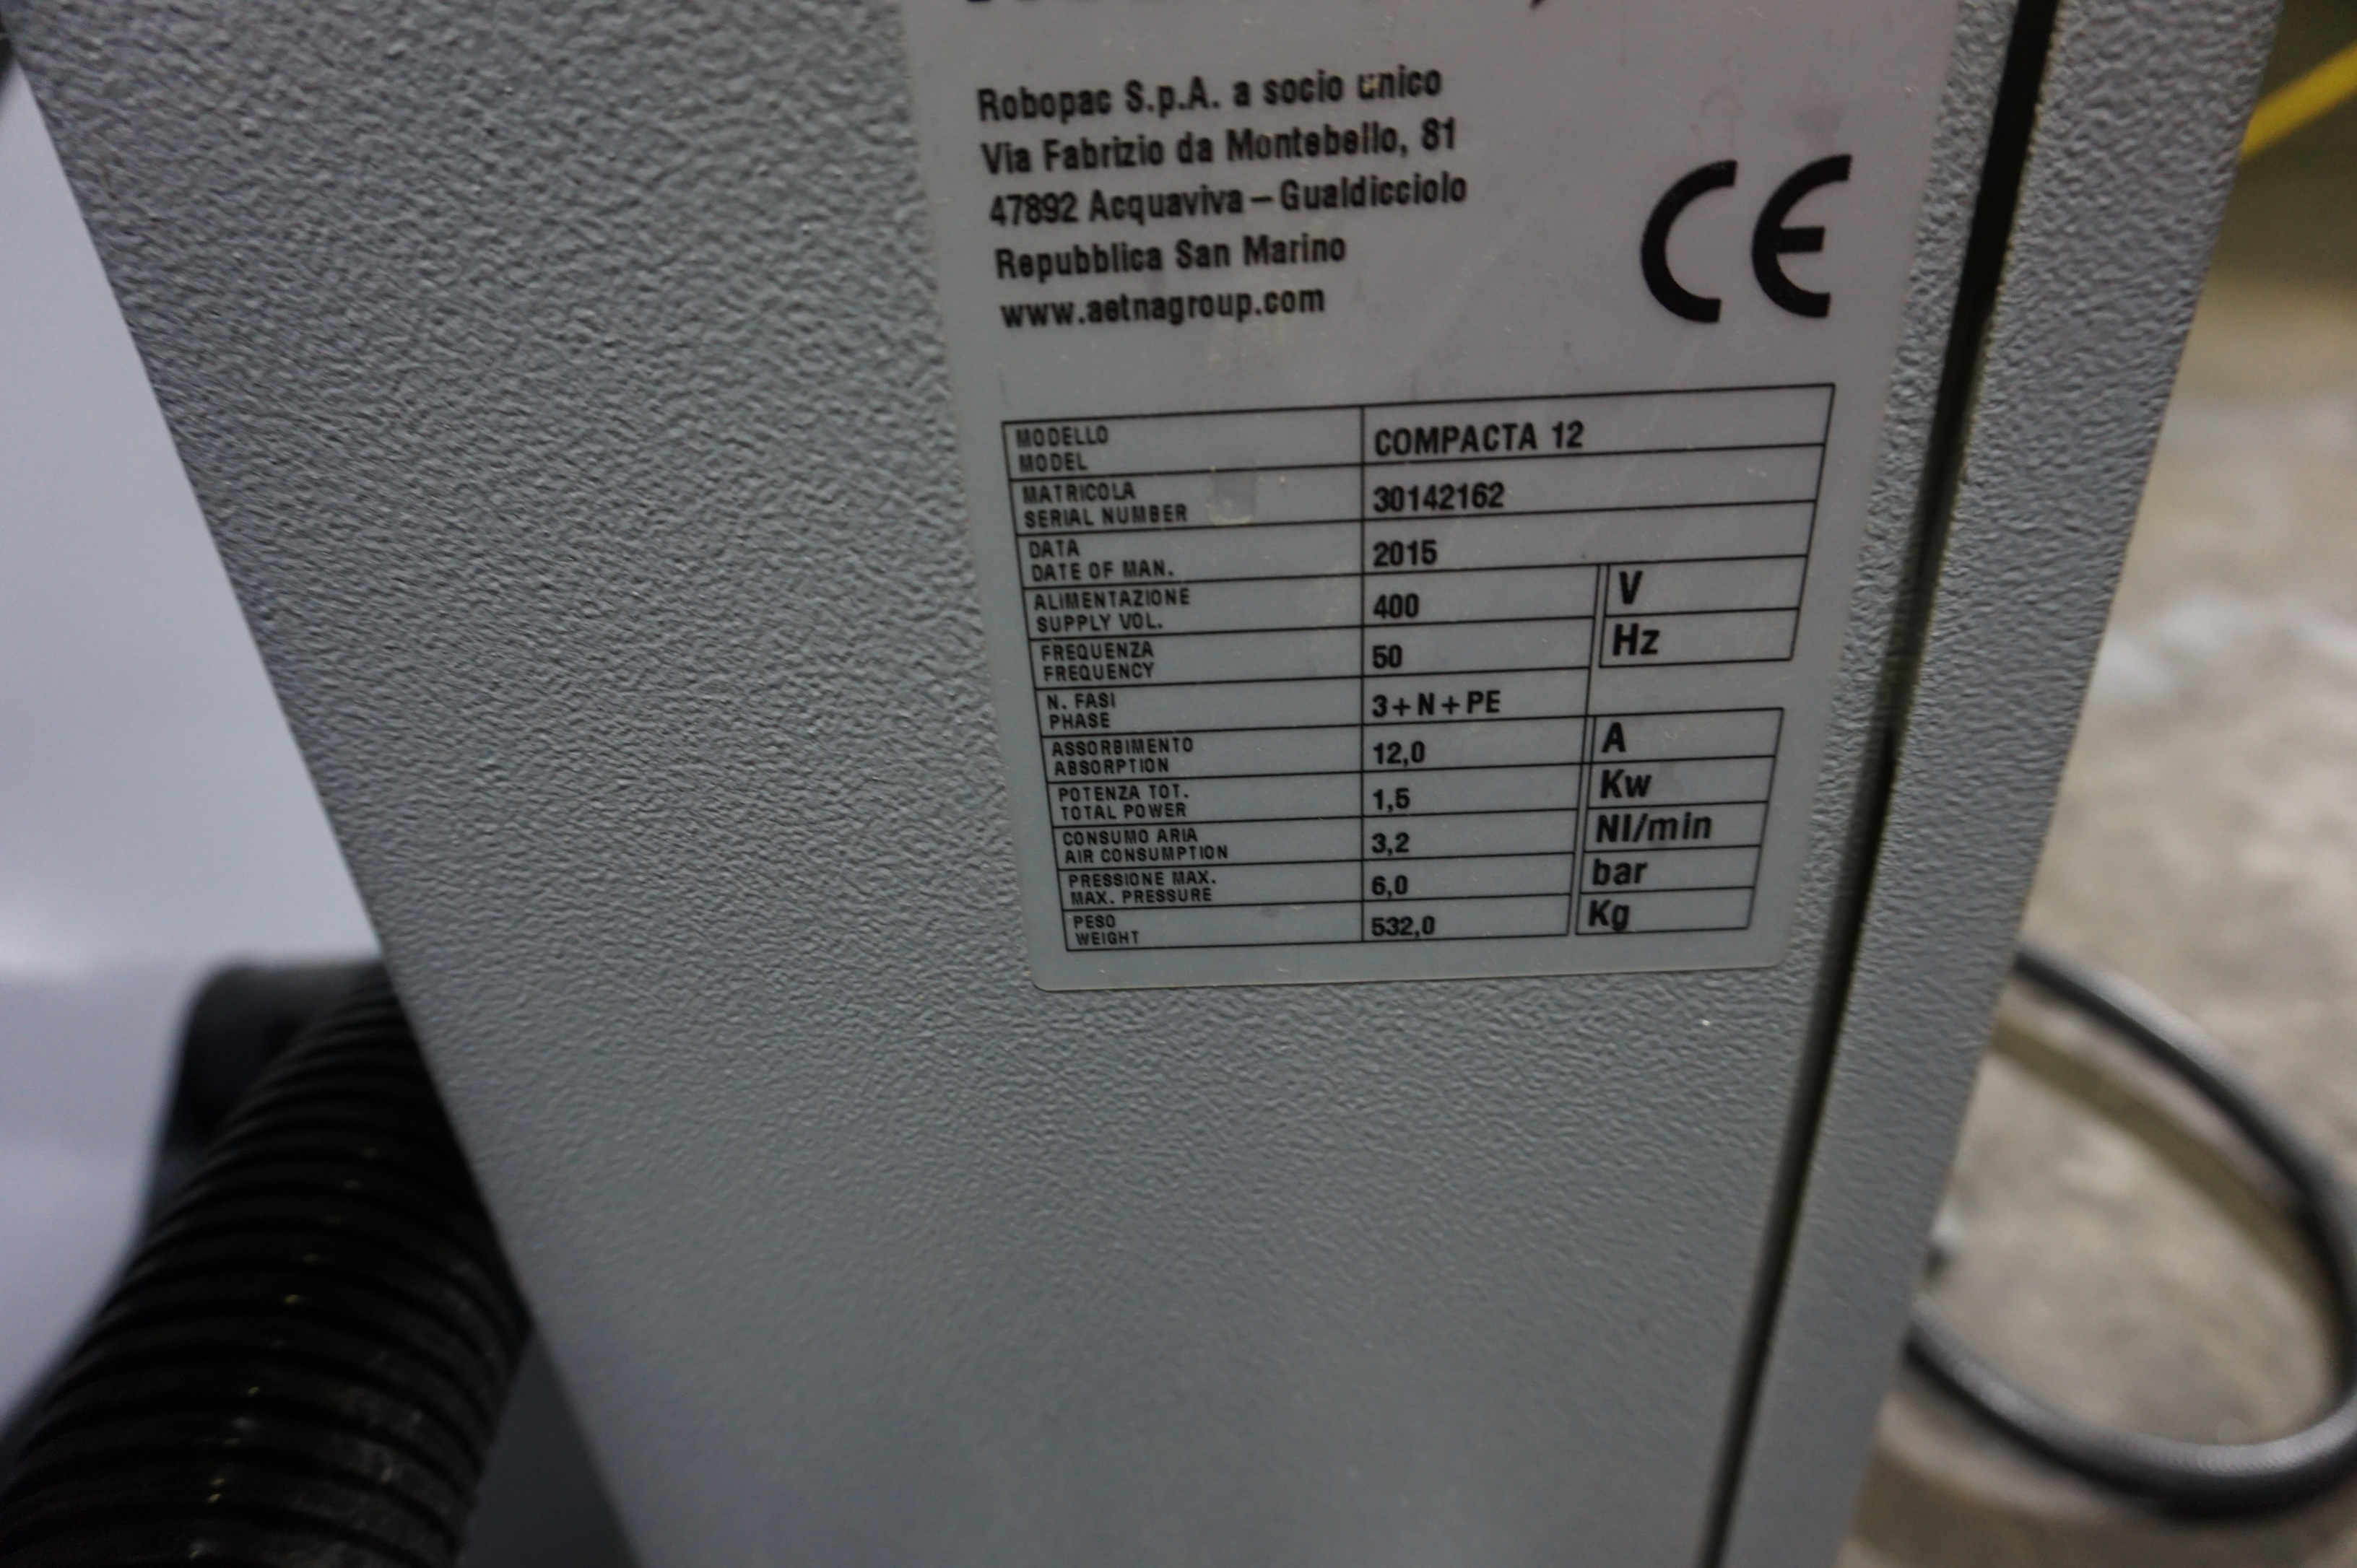 Robopac S.p.A. a socio unico
Via Fabrizio da Montebello, 81
47892 Acquaviva – Gualdicciolo
Repubblica San Marino
www.aetnagroup.com
CE
MODELLO
MODEL
COMPACTA 12
MATRICOLA
SERIAL NUMBER
30142162
DATA
DATE OF MAN.
2015
ALIMENTAZIONE
SUPPLY VOL.
400 V
FREQUENZA
FREQUENCY
50 Hz
N. FASI
PHASE
3+N+PE
ASSORBIMENTO
ABSORPTION
12,0 A
POTENZA TOT.
TOTAL POWER
1,5 Kw
CONSUMO ARIA
AIR CONSUMPTION
3,2 Nl/min
PRESSIONE MAX.
MAX. PRESSURE
6,0 bar
PESO
WEIGHT
532,0 Kg